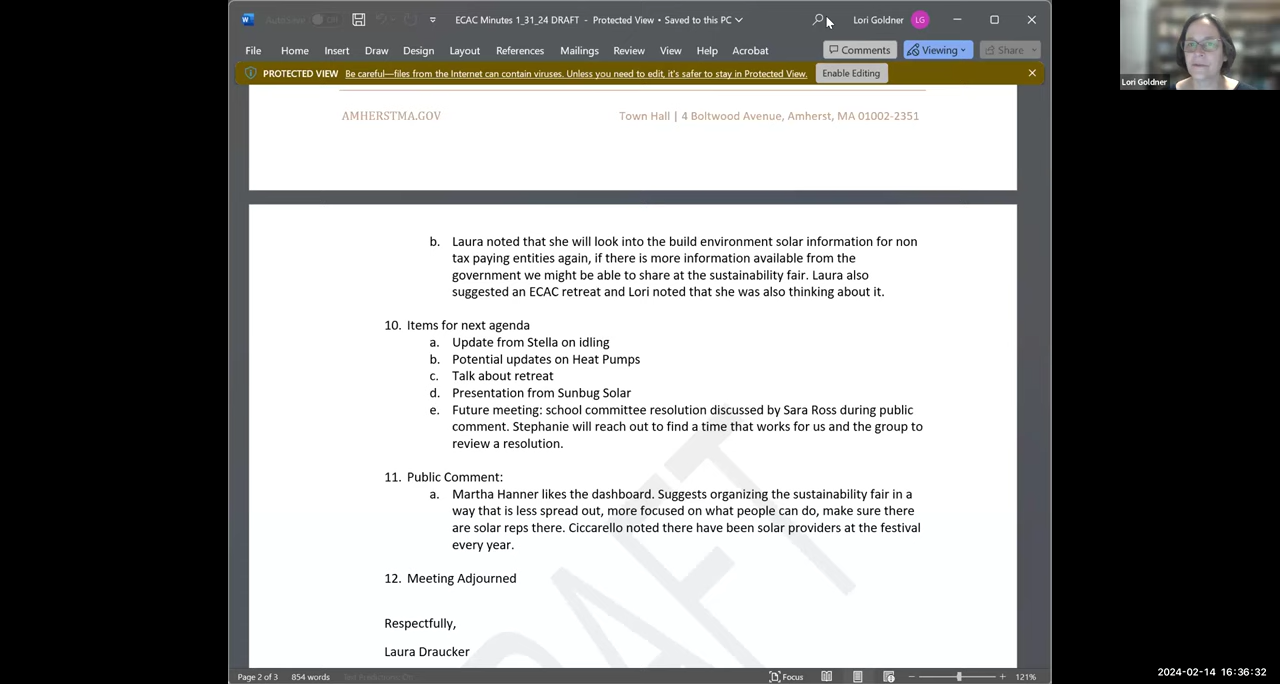 AutoSave Off
ECAC Minutes 1_31_24 DRAFT - Protected View • Saved to this PC
Lori Goldner LG
File Home Insert Draw Design Layout References Mailings Review View Help Acrobat Comments Viewing Share
PROTECTED VIEW Be careful—files from the Internet can contain viruses. Unless you need to edit, it's safer to stay in Protected View. Enable Editing
Lori Goldner
AMHERSTMA.GOV Town Hall | 4 Boltwood Avenue, Amherst, MA 01002-2351
b. Laura noted that she will look into the build environment solar information for non
tax paying entities again, if there is more information available from the
government we might be able to share at the sustainability fair. Laura also
suggested an ECAC retreat and Lori noted that she was also thinking about it.
10. Items for next agenda
a. Update from Stella on idling
b. Potential updates on Heat Pumps
c. Talk about retreat
d. Presentation from Sunbug Solar
e. Future meeting: school committee resolution discussed by Sara Ross during public
comment. Stephanie will reach out to find a time that works for us and the group to
review a resolution.
11. Public Comment:
a. Martha Hanner likes the dashboard. Suggests organizing the sustainability fair in a
way that is less spread out, more focused on what people can do, make sure there
are solar reps there. Ciccarello noted there have been solar providers at the festival
every year.
12. Meeting Adjourned
Respectfully,
Laura Draucker
DRAFT
Page 2 of 3 854 words Text Predictions: On Focus 121%
2024-02-14 16:36:32